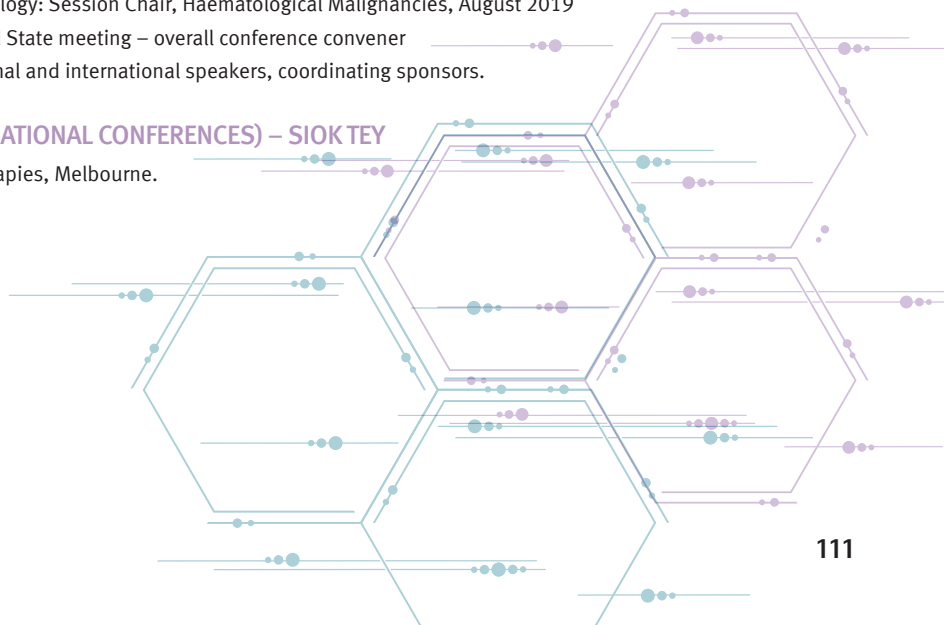 ology: Session Chair, Haematological Malignancies, August 2019
State meeting – overall conference convener
nal and international speakers, coordinating sponsors.
ATIONAL CONFERENCES) – SIOK TEY
apies, Melbourne.
111